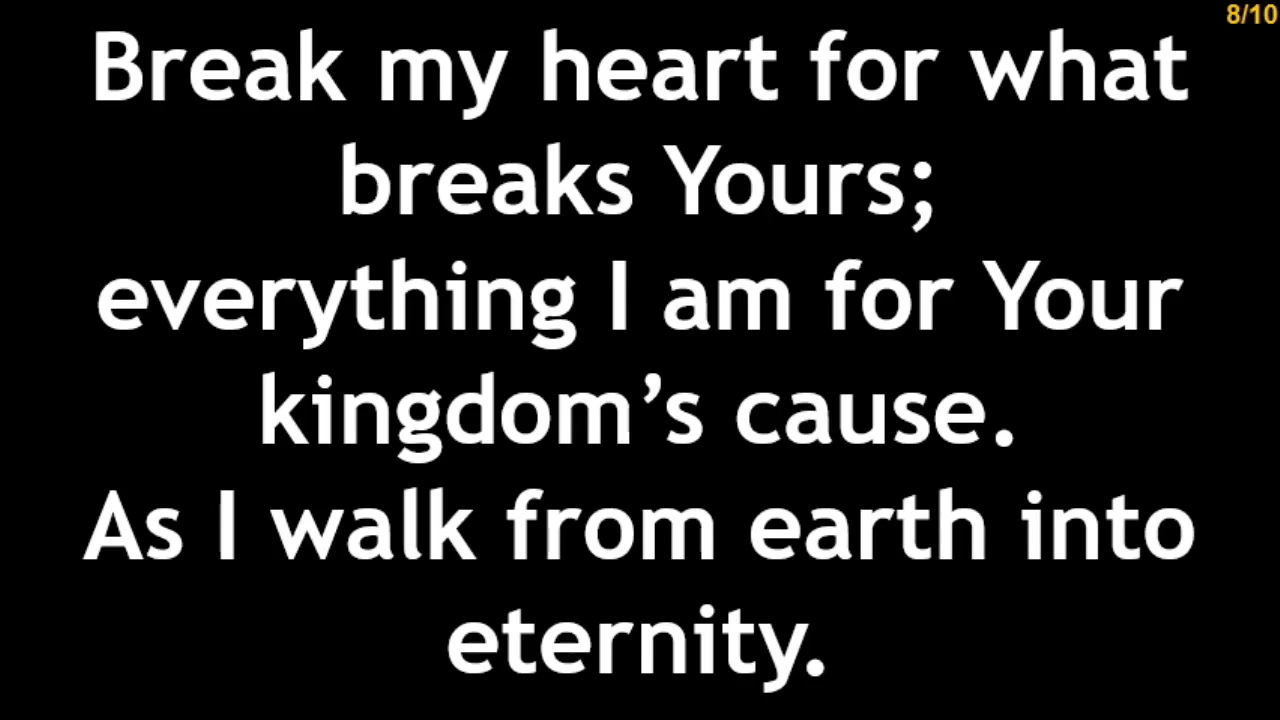 8/10
Break my heart for what
breaks Yours;
everything I am for Your
kingdom’s cause.
As I walk from earth into
eternity.